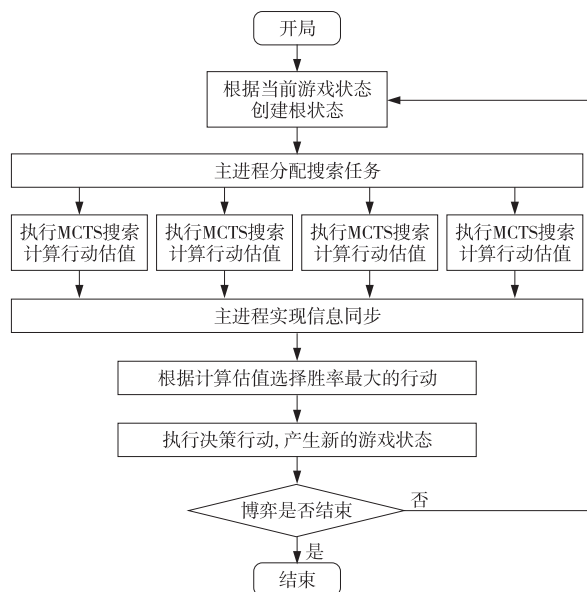 开局
根据当前游戏状态
创建根状态
主进程分配搜索任务
执行MCTS搜索
计算行动估值
执行MCTS搜索
计算行动估值
执行MCTS搜索
计算行动估值
执行MCTS搜索
计算行动估值
主进程实现信息同步
根据计算估值选择胜率最大的行动
执行决策行动,产生新的游戏状态
博弈是否结束
否
是
结束